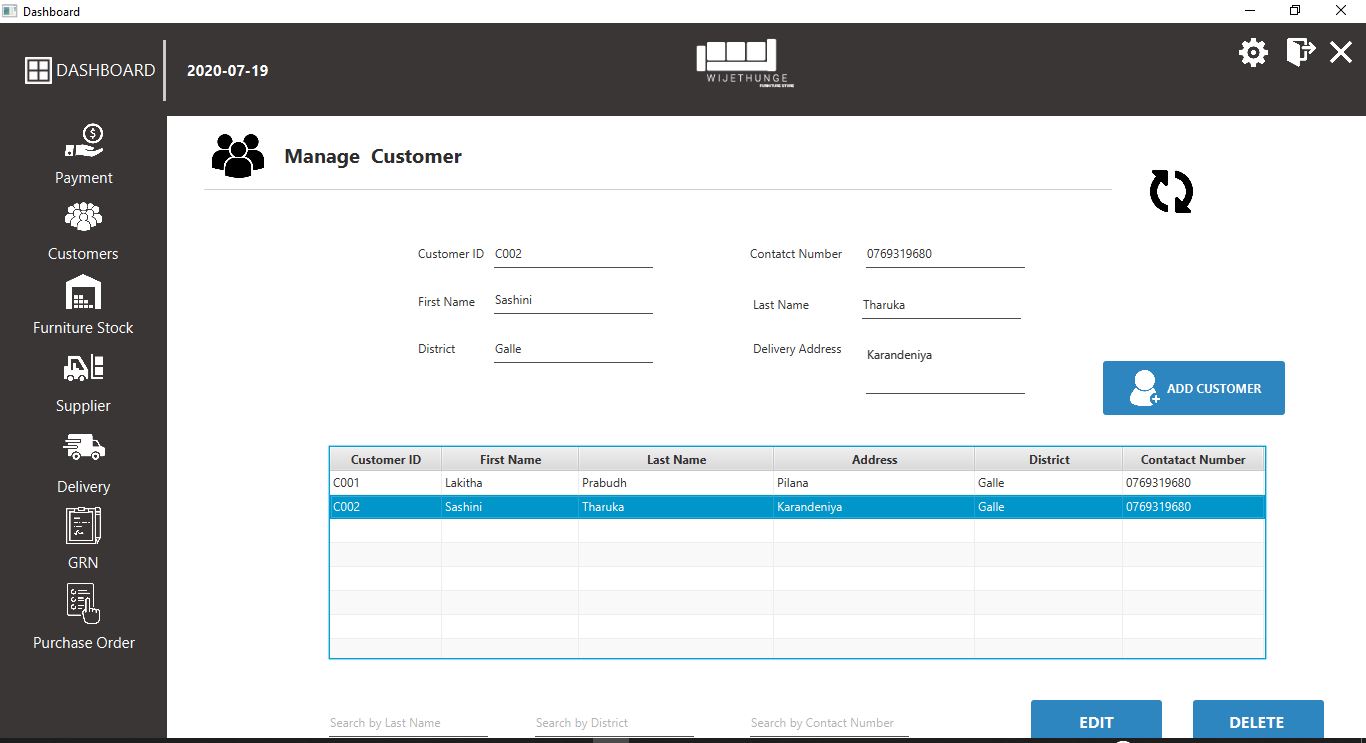 Dashboard
DASHBOARD
2020-07-19
WIJETHUNGE
FURNITURE STORE
Payment
Customers
Furniture Stock
Supplier
Delivery
GRN
Purchase Order
Manage Customer
Customer ID C002 Contatct Number 0769319680
First Name Sashini Last Name Tharuka
District Galle Delivery Address Karandeniya
ADD CUSTOMER
Customer ID First Name Last Name Address District Contatact Number
C001 Lakitha Prabudh Pilana Galle 0769319680
C002 Sashini Tharuka Karandeniya Galle 0769319680
Search by Last Name Search by District Search by Contact Number EDIT DELETE